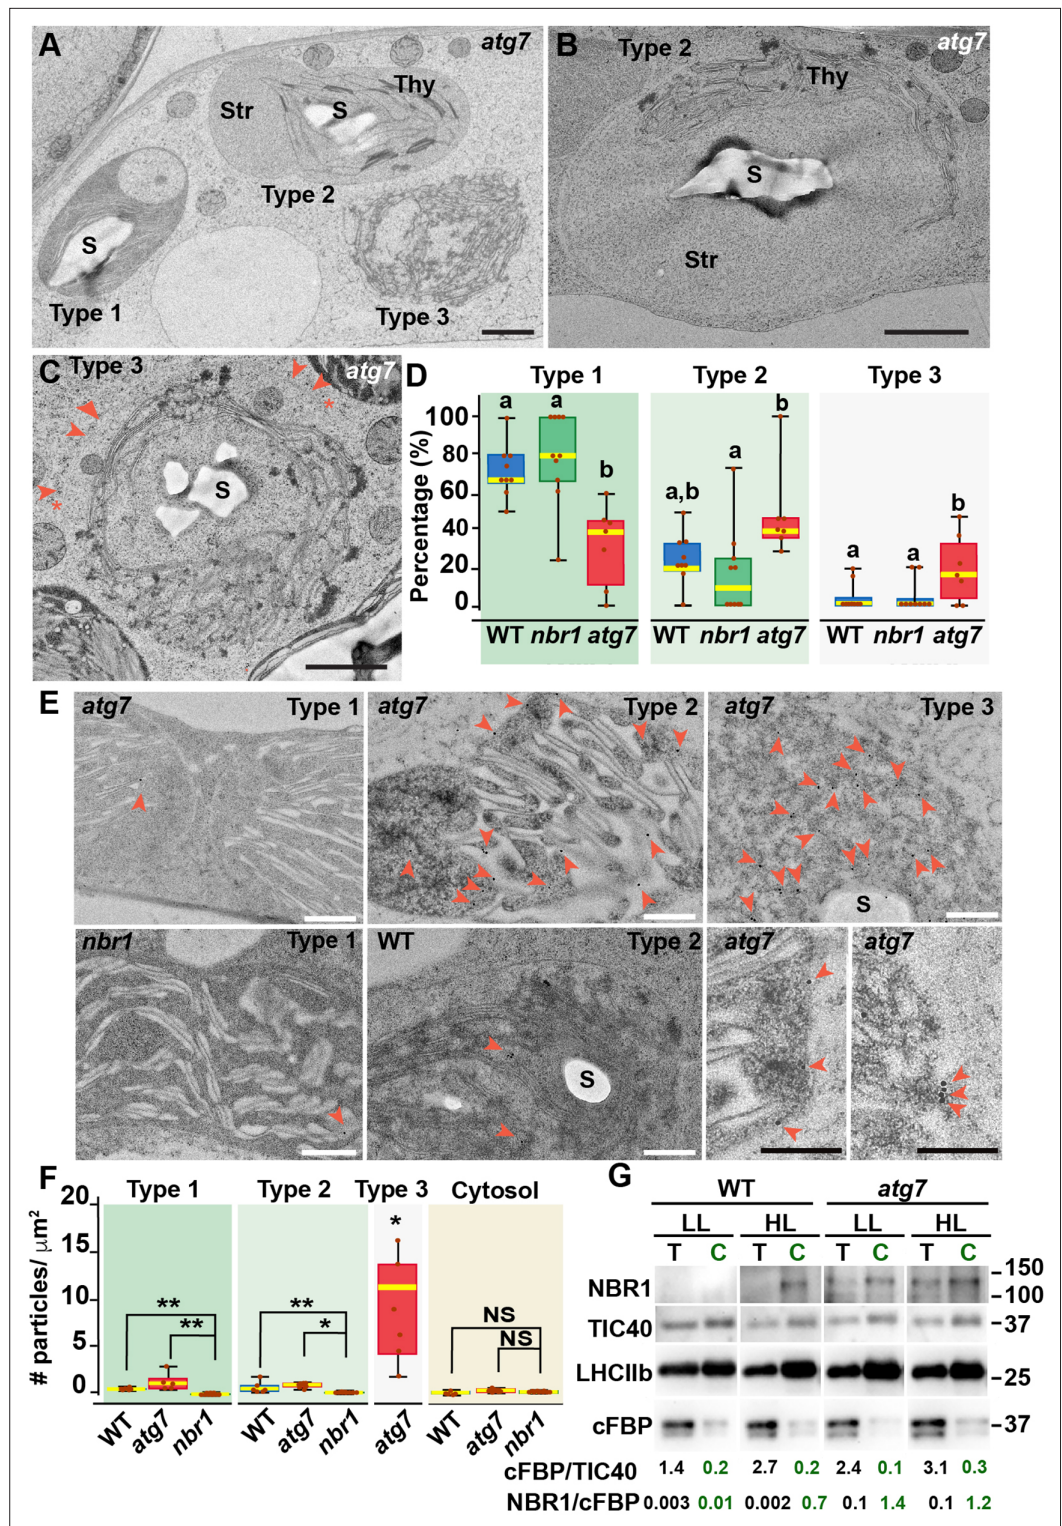 A
atg7
Thy
Str
S
Type 2
S
Type 1
Type 3
B
Type 2
atg7
Thy
S
Str
C
Type 3
atg7
*
*
S
D
Type 1
Type 2
Type 3
Percentage (%)
100
80
60
40
20
0
a
a
b
a,b
a
b
a
a
b
WT nbr1 atg7
WT nbr1 atg7
WT nbr1 atg7
E
atg7
Type 1
atg7
Type 2
atg7
Type 3
S
nbr1
Type 1
WT
Type 2
S
atg7
atg7
F
Type 1
Type 2
Type 3
Cytosol
# particles/ μm²
20
15
10
5
0
**
**
**
*
*
NS
NS
WT
atg7
nbr1
WT
atg7
nbr1
atg7
WT
atg7
nbr1
G
WT
atg7
LL
HL
LL
HL
T C T C T C T C
NBR1
-150
-100
TIC40
-37
LHCIIb
-25
cFBP
-37
cFBP/TIC40 1.4 0.2 2.7 0.2 2.4 0.1 3.1 0.3
NBR1/cFBP 0.003 0.01 0.002 0.7 0.1 1.4 0.1 1.2